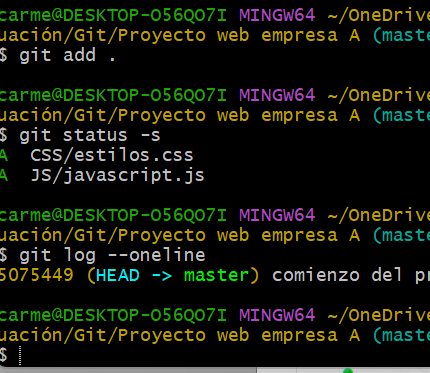 carme@DESKTOP-O56QO7I MINGW64 ~/OneDrive
uación/Git/Proyecto web empresa A (maste
$ git add .
carme@DESKTOP-O56QO7I MINGW64 ~/OneDrive
uación/Git/Proyecto web empresa A (maste
$ git status -s
A  CSS/estilos.css
A  JS/javascript.js
carme@DESKTOP-O56QO7I MINGW64 ~/OneDrive
uación/Git/Proyecto web empresa A (maste
$ git log --oneline
5075449 (HEAD -> master) comienzo del pr
carme@DESKTOP-O56QO7I MINGW64 ~/OneDrive
uación/Git/Proyecto web empresa A (maste
$